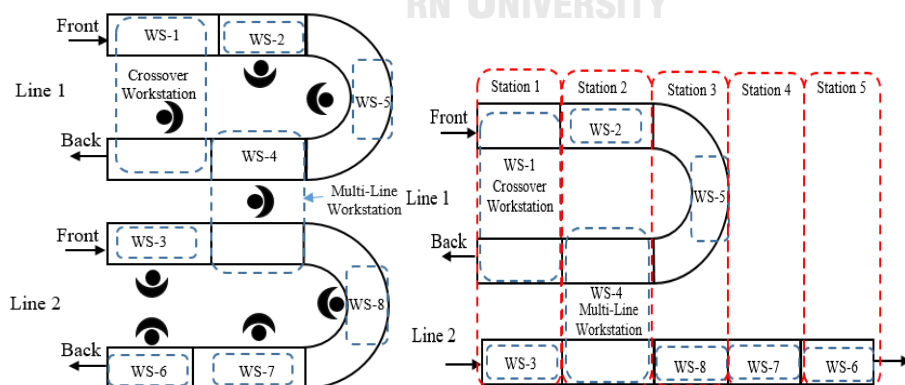 RN UNIVERSITY
Front
WS-1
WS-2
Line 1
Crossover
Workstation
WS-5
Back
WS-4
Multi-Line
Workstation
Front
WS-3
Line 2
WS-8
Back
WS-6
WS-7
Station 1
Station 2
Station 3
Station 4
Station 5
Front
WS-2
WS-1
Crossover
Workstation
Line 1
WS-5
Back
WS-4
Multi-Line
Workstation
Line 2
WS-3
WS-8
WS-7
WS-6